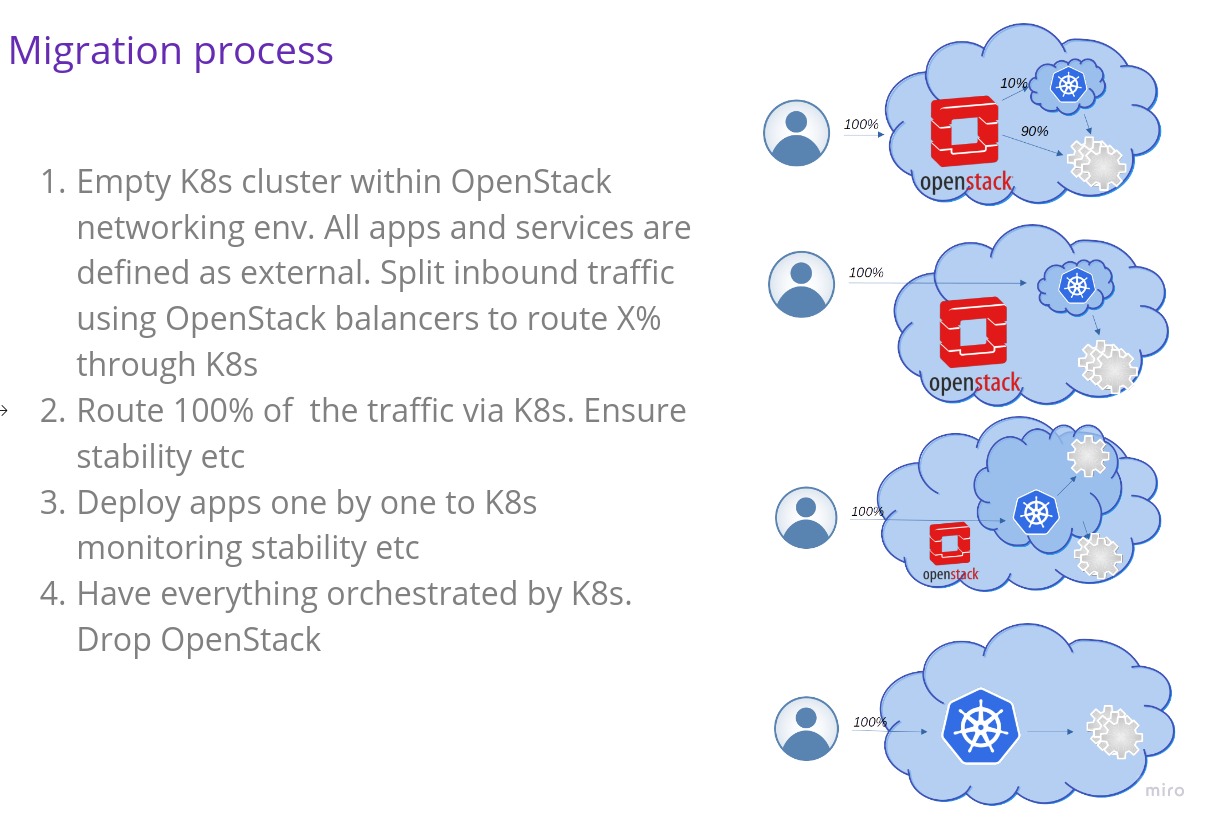 Migration process
1. Empty K8s cluster within OpenStack
networking env. All apps and services are
defined as external. Split inbound traffic
using OpenStack balancers to route X%
through K8s
2. Route 100% of  the traffic via K8s. Ensure
stability etc
3. Deploy apps one by one to K8s
monitoring stability etc
4. Have everything orchestrated by K8s.
Drop OpenStack
100%
10%
90%
openstack
100%
openstack
100%
openstack
100%
miro